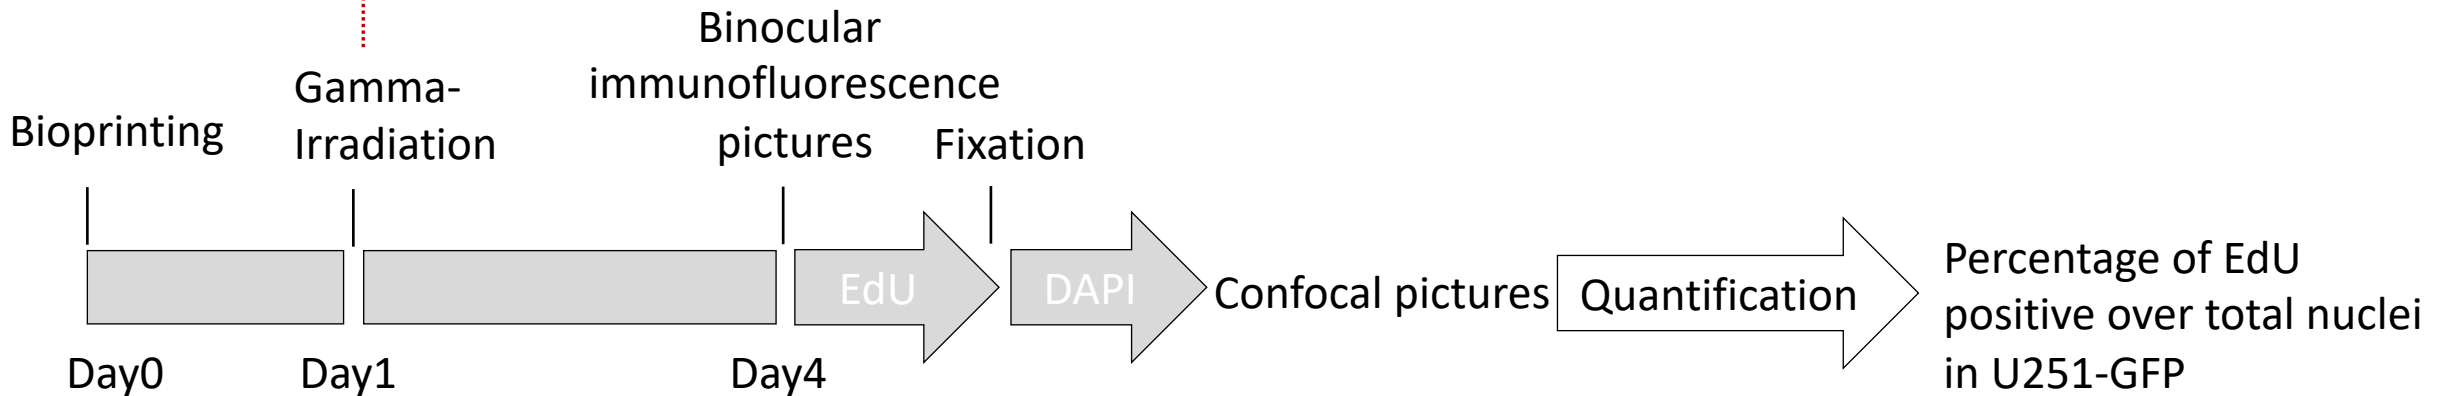 Binocular
immunofluorescence
pictures
Gamma-
Irradiation
Bioprinting
Fixation
EdU
DAPI
Confocal pictures
Quantification
Percentage of EdU
positive over total nuclei
in U251-GFP
Day0
Day1
Day4